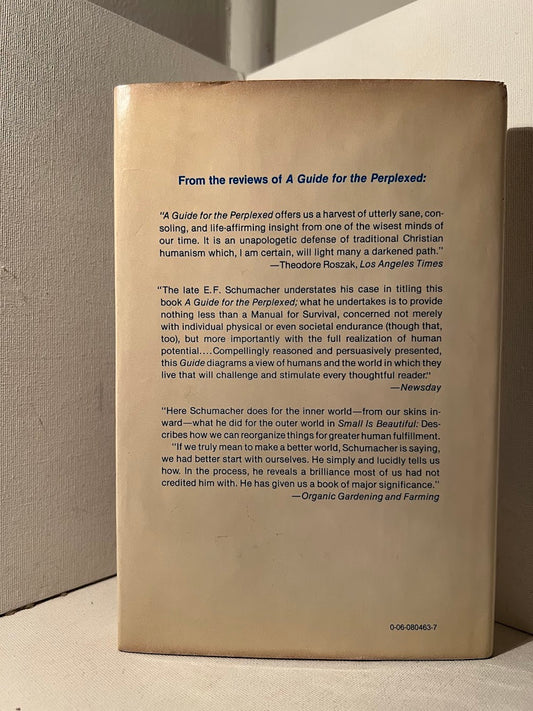 From the reviews of A Guide for the Perplexed:
"A Guide for the Perplexed offers us a harvest of utterly sane, con-
soling, and life-affirming insight from one of the wisest minds of
our time. It is an unapologetic defense of traditional Christian
humanism which, I am certain, will light many a darkened path."
—Theodore Roszak, Los Angeles Times
"The late E.F. Schumacher understates his case in titling this
book A Guide for the Perplexed; what he undertakes is to provide
nothing less than a Manual for Survival, concerned not merely
with individual physical or even societal endurance (though that,
too), but more importantly with the full realization of human
potential....Compellingly reasoned and persuasively presented,
this Guide diagrams a view of humans and the world in which they
live that will challenge and stimulate every thoughtful reader."
—Newsday
"Here Schumacher does for the inner world—from our skins in-
ward—what he did for the outer world in Small Is Beautiful: Des-
cribes how we can reorganize things for greater human fulfillment.
"If we truly mean to make a better world, Schumacher is saying,
we had better start with ourselves. He simply and lucidly tells us
how. In the process, he reveals a brilliance most of us had not
credited him with. He has given us a book of major significance."
—Organic Gardening and Farming
0-06-080463-7